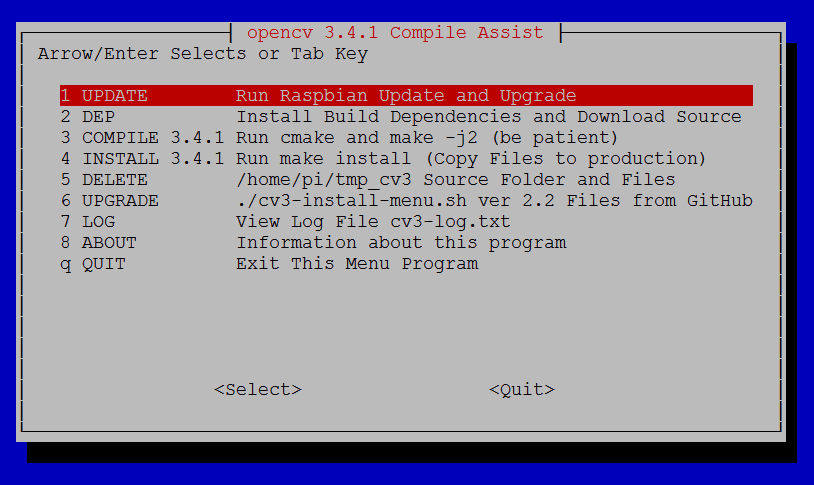 opencv 3.4.1 Compile Assist
Arrow/Enter Selects or Tab Key
1 UPDATE Run Raspbian Update and Upgrade
2 DEP Install Build Dependencies and Download Source
3 COMPILE 3.4.1 Run cmake and make -j2 (be patient)
4 INSTALL 3.4.1 Run make install (Copy Files to production)
5 DELETE /home/pi/tmp_cv3 Source Folder and Files
6 UPGRADE ./cv3-install-menu.sh ver 2.2 Files from GitHub
7 LOG View Log File cv3-log.txt
8 ABOUT Information about this program
q QUIT Exit This Menu Program
<Select> <Quit>